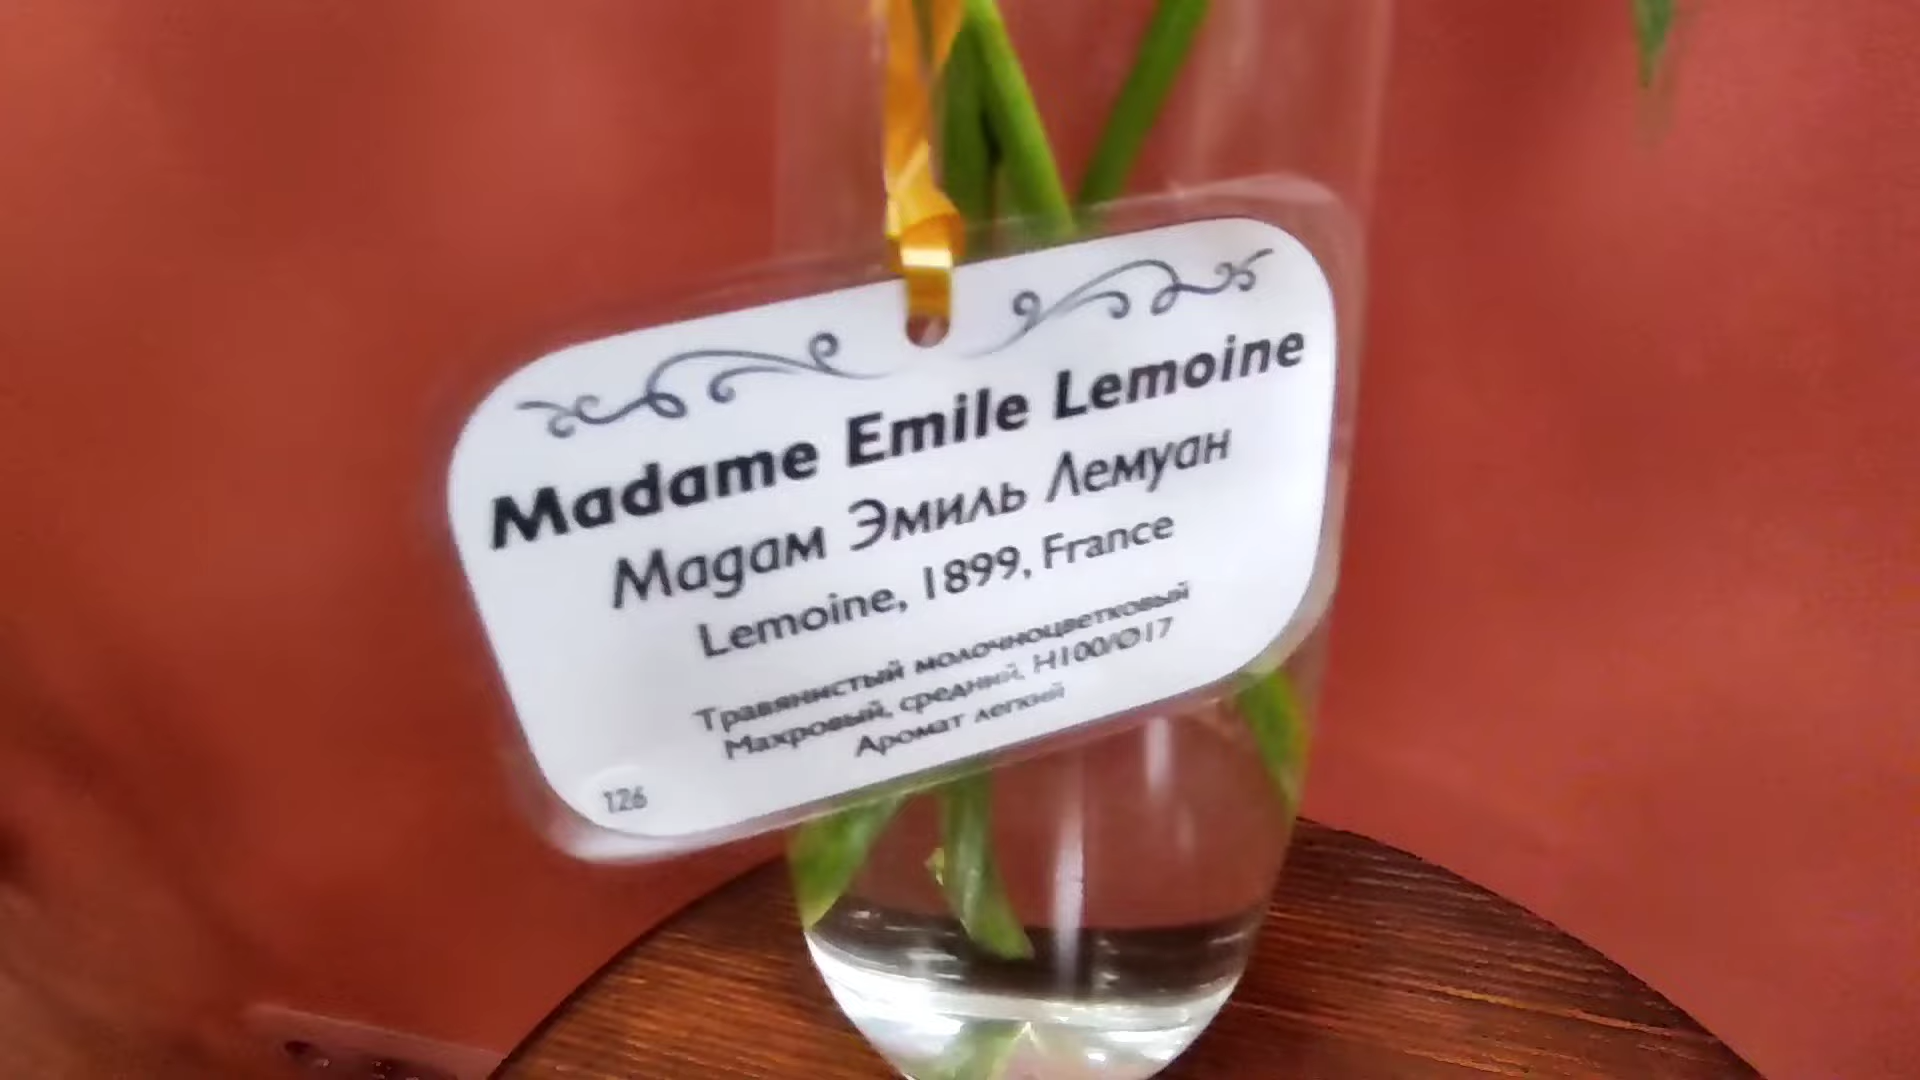 Madame Emile Lemoine
Мадам Эмиль Лемуан
Lemoine, 1899, France
Травянистый молочноцветковый
Махровый, средний, H100/Ø17
Аромат легкий
126